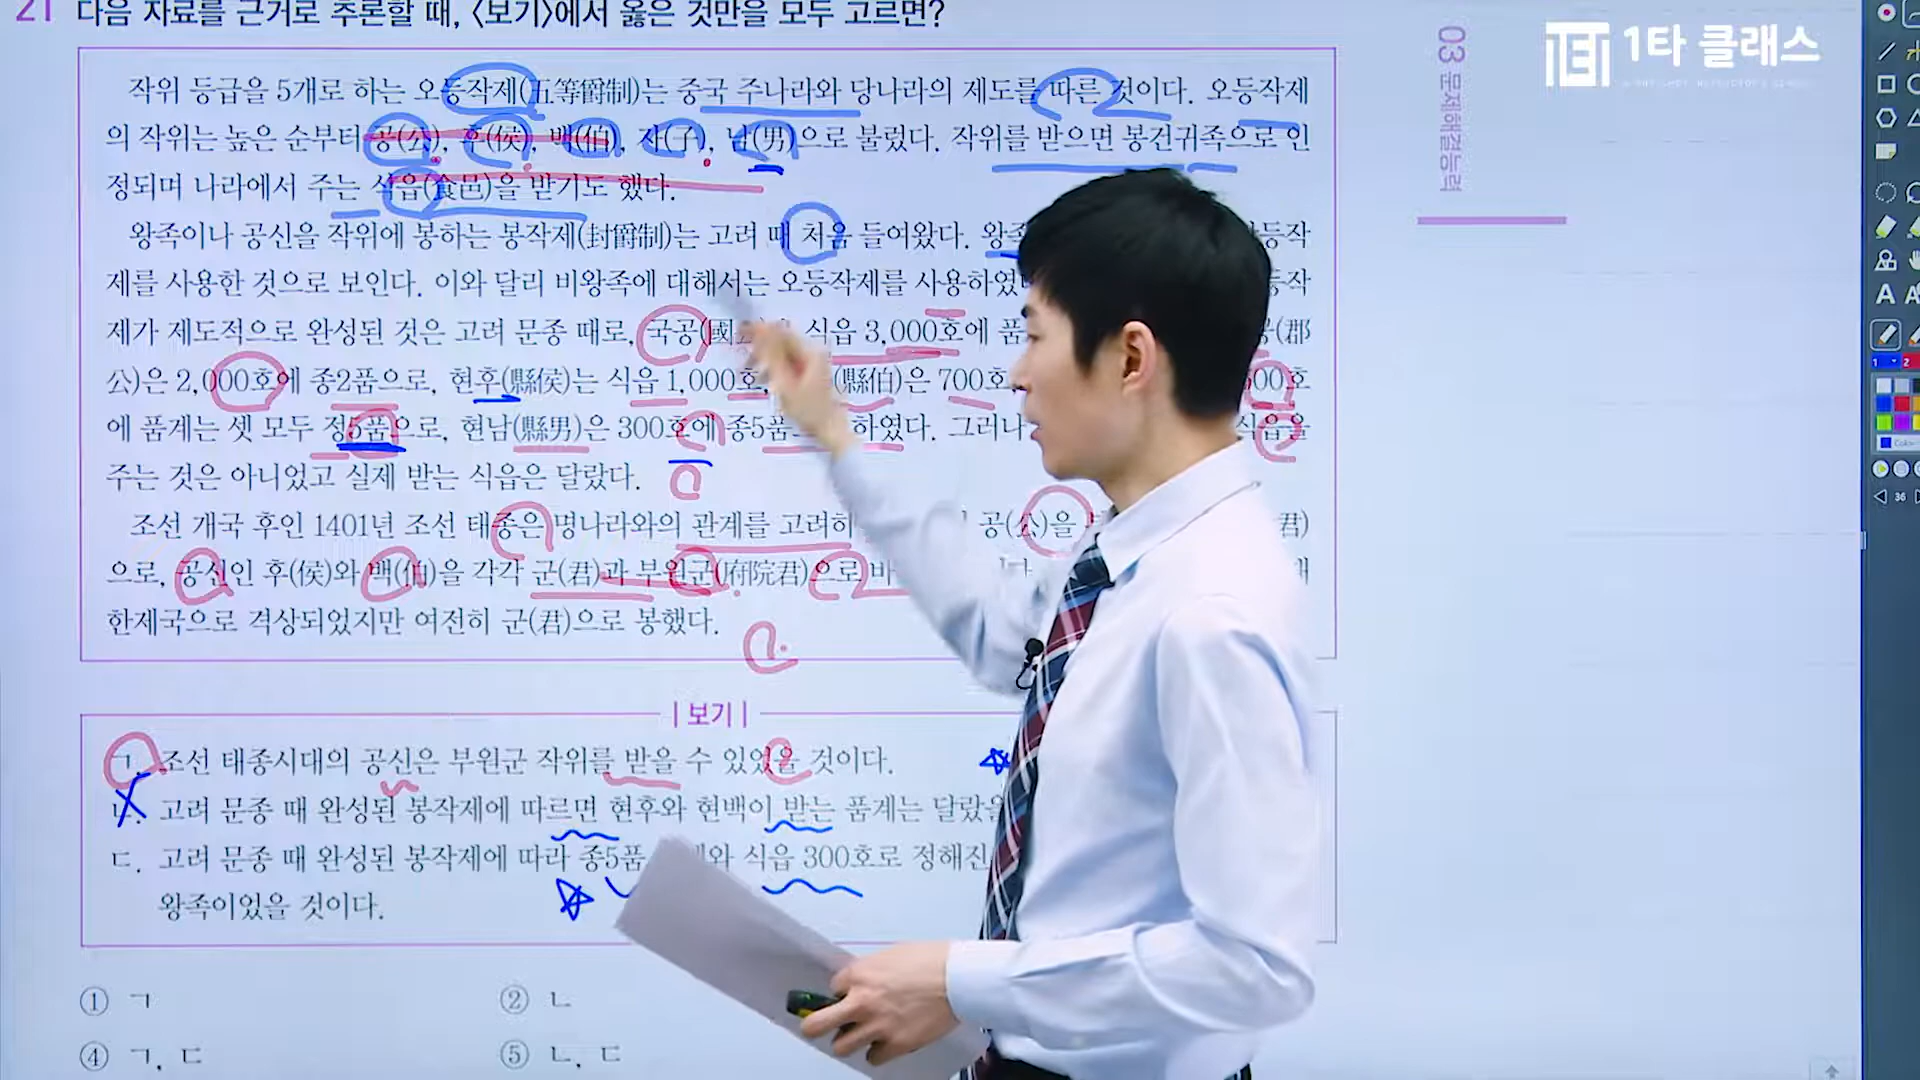 21 다음 자료를 근거로 추론할 때, <보기>에서 옳은 것만을 모두 고르면?
작위 등급을 5개로 하는 오등작제(五等爵制)는 중국 주나라와 당나라의 제도를 따른 것이다. 오등작제
의 작위는 높은 순부터 공(公), 후(侯), 백(伯), 자(子), 남(男)으로 불렀다. 작위를 받으면 봉건귀족으로 인
정되며 나라에서 주는 식읍(食邑)을 받기도 했다.
왕족이나 공신을 작위에 봉하는 봉작제(封爵制)는 고려 때 처음 들여왔다. 왕족 등작
제를 사용한 것으로 보인다. 이와 달리 비왕족에 대해서는 오등작제를 사용하였 등작
제가 제도적으로 완성된 것은 고려 문종 때로, 국공(國 식읍 3,000호에 품 (郡
公)은 2,000호에 종2품으로, 현후(縣侯)는 식읍 1,000호, (縣伯)은 700호 500호
에 품계는 셋 모두 정5품으로, 현남(縣男)은 300호에 종5품 하였다. 그러나 식읍을
주는 것은 아니었고 실제 받는 식읍은 달랐다.
조선 개국 후인 1401년 조선 태종은 명나라와의 관계를 고려하 공(公)을 君)
으로, 공신인 후(侯)와 백(伯)을 각각 군(君)과 부원군(府院君)으로 바
한제국으로 격상되었지만 여전히 군(君)으로 봉했다.
|보기|
ㄱ. 조선 태종시대의 공신은 부원군 작위를 받을 수 있었을 것이다.
ㄴ. 고려 문종 때 완성된 봉작제에 따르면 현후와 현백이 받는 품계는 달랐을
ㄷ. 고려 문종 때 완성된 봉작제에 따라 종5품 와 식읍 300호로 정해진
왕족이었을 것이다.
① ㄱ
② ㄴ
④ ㄱ, ㄷ
⑤ ㄴ, ㄷ
03 문제해결능력
1타 클래스
36